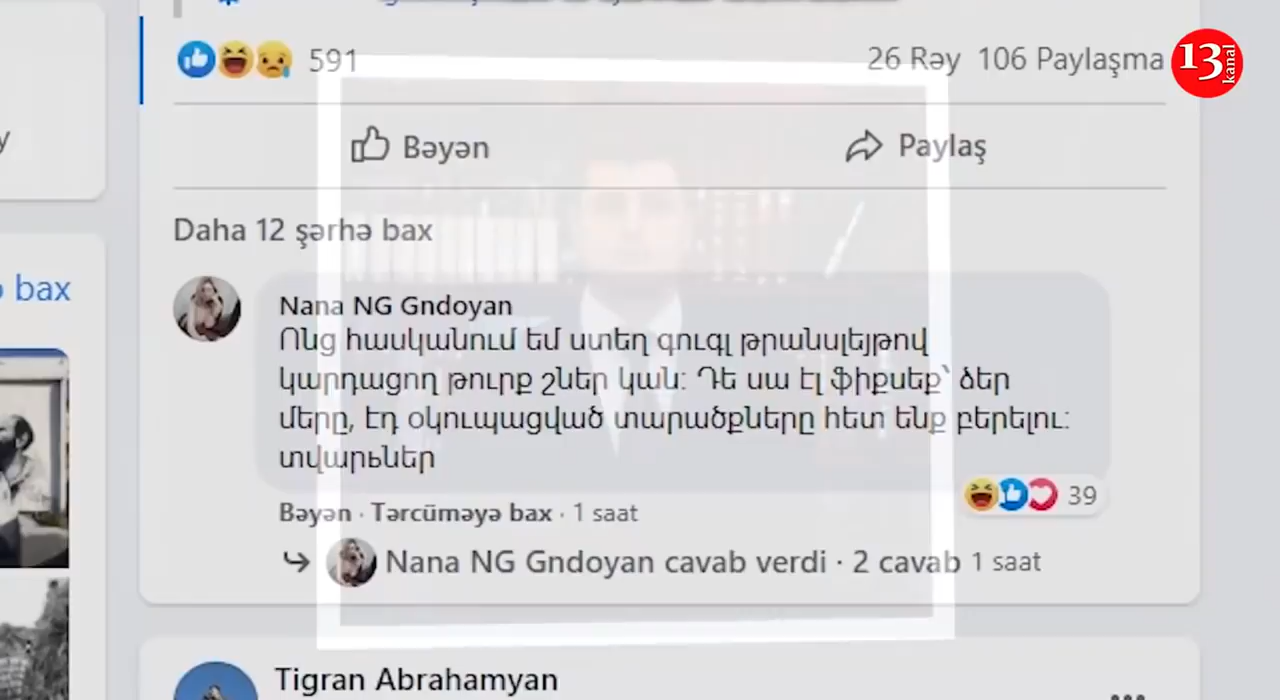 591
26 Rəy 106 Paylaşma
13 kanal
Bəyən
Paylaş
Daha 12 şərhə bax
bax
Nana NG Gndoyan
Ոնց հասկանում եմ ստեղ գուգլ թրանսլեյթով
կարդացող թուրք շներ կան։ Դե սա էլ ֆիքսեք՝ ձեր
մերը, էդ օկուպացված տարածքները հետ ենք բերելու։
տվարւներ
Bəyən · Tərcüməyə bax · 1 saat
39
Nana NG Gndoyan cavab verdi · 2 cavab 1 saat
Tigran Abrahamyan